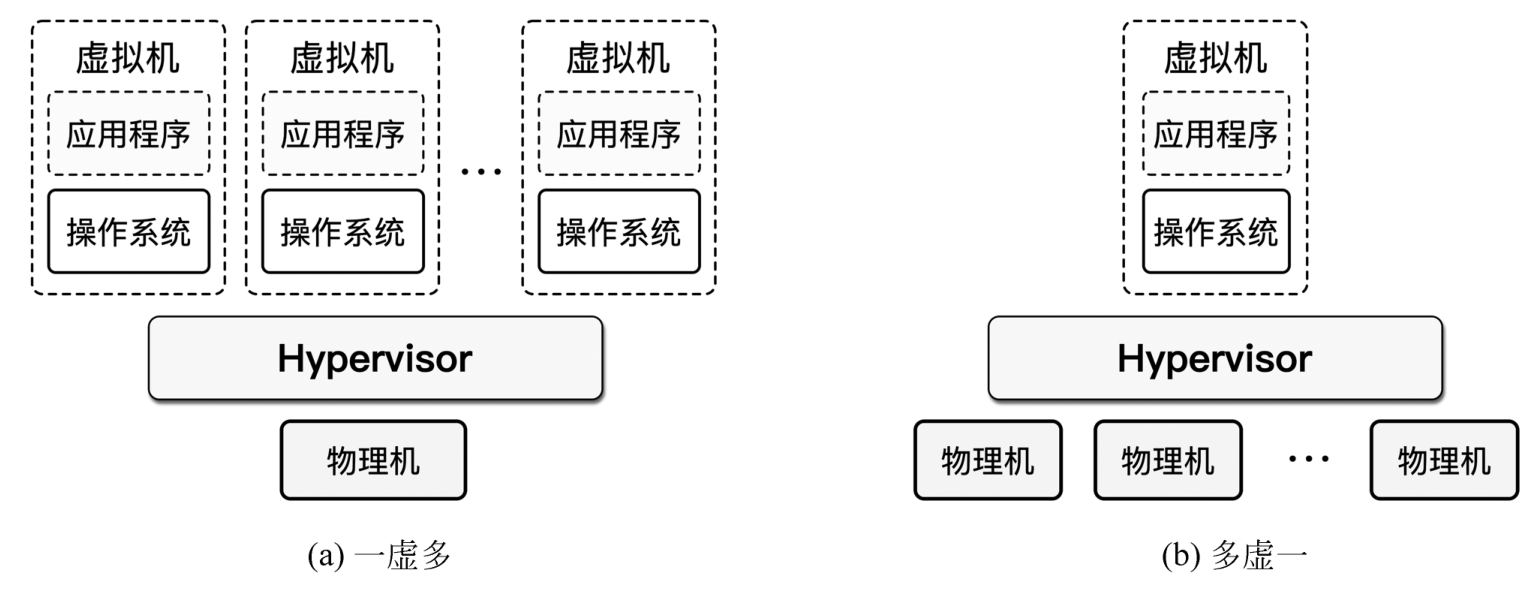 虚拟机
应用程序
操作系统
虚拟机
应用程序
操作系统
...
虚拟机
应用程序
操作系统
Hypervisor
物理机
(a) 一虚多
虚拟机
应用程序
操作系统
Hypervisor
物理机
物理机
...
物理机
(b) 多虚一